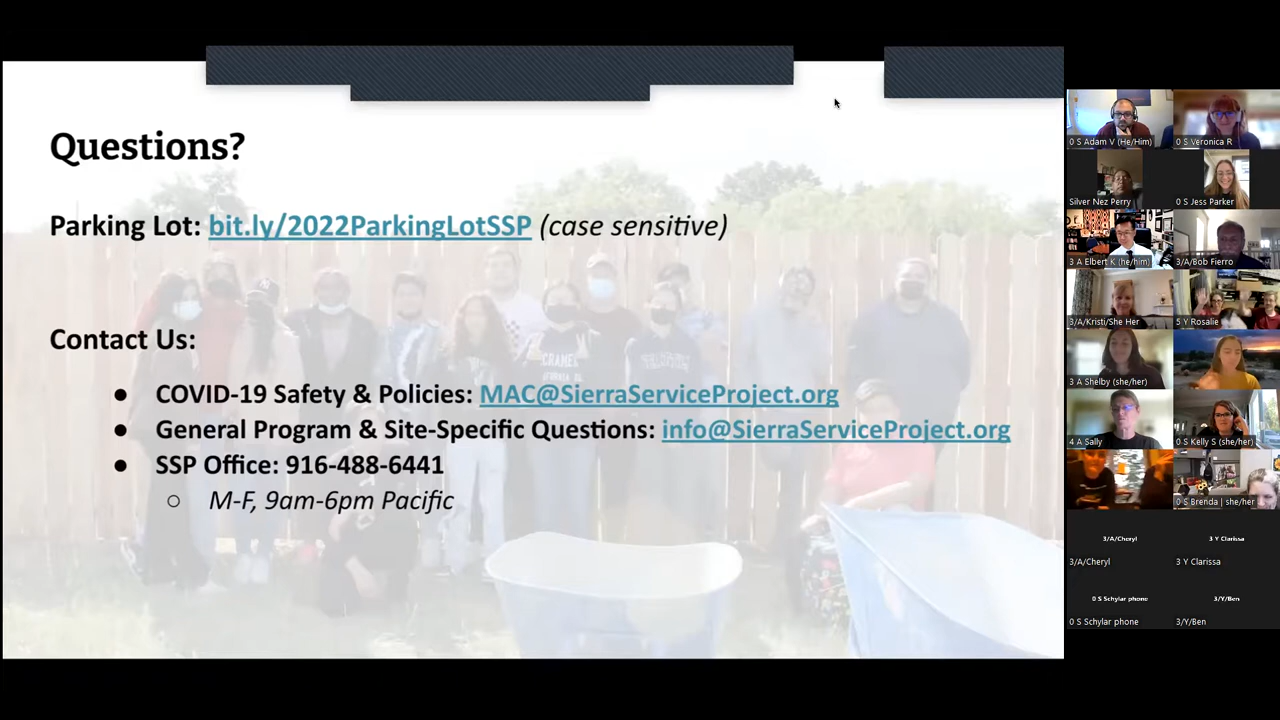 Questions?
Parking Lot: bit.ly/2022ParkingLotSSP (case sensitive)
Contact Us:
● COVID-19 Safety & Policies: MAC@SierraServiceProject.org
● General Program & Site-Specific Questions: info@SierraServiceProject.org
● SSP Office: 916-488-6441
○ M-F, 9am-6pm Pacific
0 S Adam V (He/Him)
0 S Veronica R
Silver Nez Perry
0 S Jess Parker
3 A Elbert K (he/him)
3/A/Bob Fierro
3/A/Kristi/She Her
5 Y Rosalie
3 A Shelby (she/her)
4 A Sally
0 S Kelly S (she/her)
0 S Brenda | she/her
3/A/Cheryl
3 Y Clarissa
3/A/Cheryl
3 Y Clarissa
0 S Schylar phone
3/Y/Ben
0 S Schylar phone
3/Y/Ben